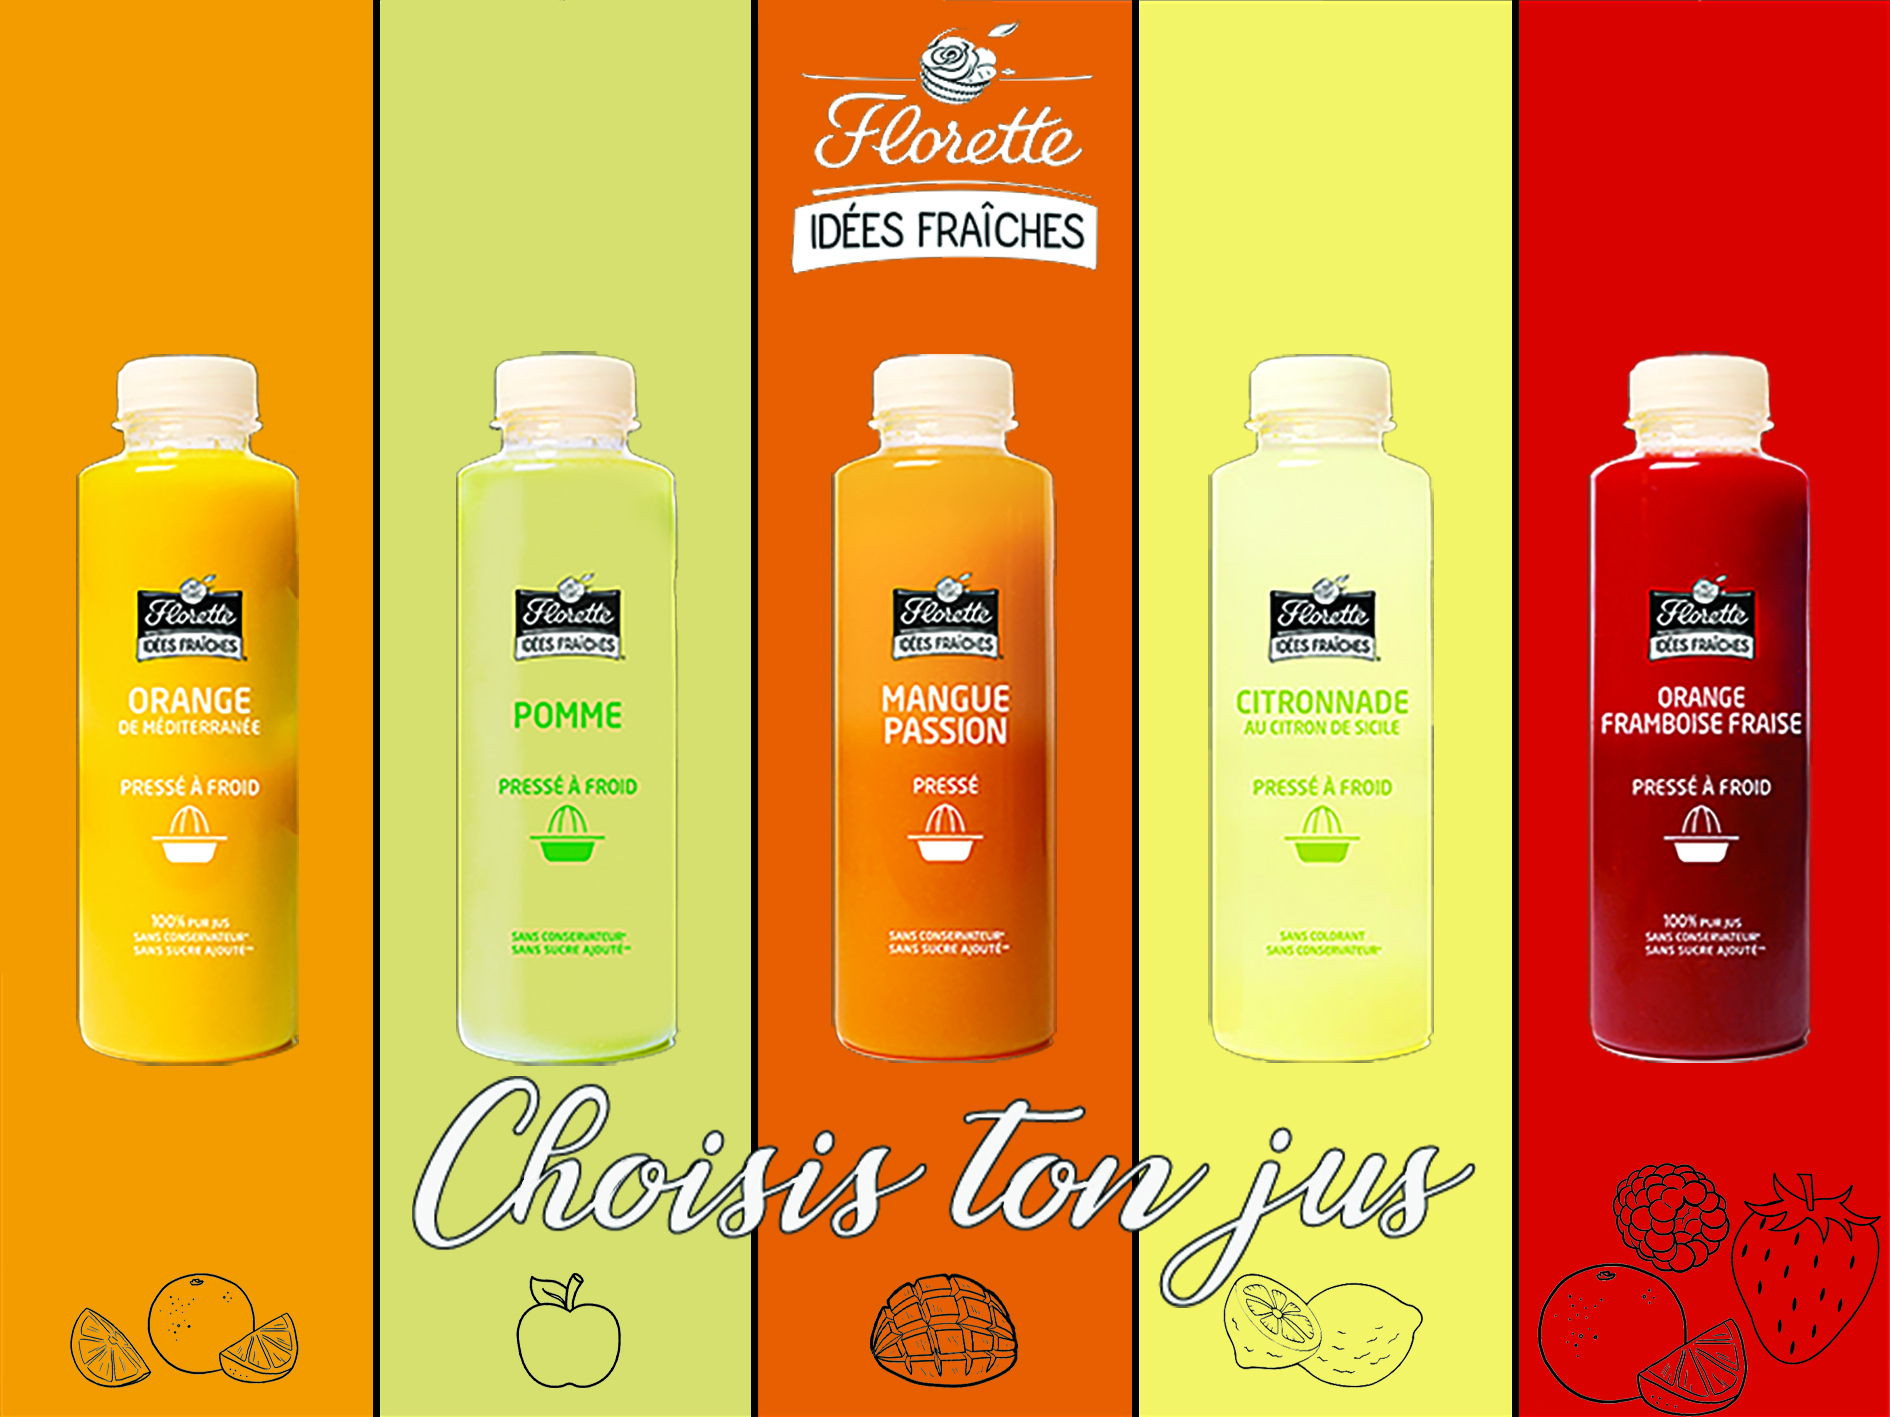 Florette
IDÉES FRAÎCHES
Florette
IDÉES FRAÎCHES
ORANGE
DE MÉDITERRANÉE
PRESSÉ À FROID
100% PUR JUS
SANS CONSERVATEUR*
SANS SUCRE AJOUTÉ**
Florette
IDÉES FRAÎCHES
POMME
PRESSÉ À FROID
SANS CONSERVATEUR*
SANS SUCRE AJOUTÉ**
Florette
IDÉES FRAÎCHES
MANGUE
PASSION
PRESSÉ
SANS CONSERVATEUR*
SANS SUCRE AJOUTÉ**
Florette
IDÉES FRAÎCHES
CITRONNADE
AU CITRON DE SICILE
PRESSÉ À FROID
SANS COLORANT
SANS CONSERVATEUR*
Florette
IDÉES FRAÎCHES
ORANGE
FRAMBOISE FRAISE
PRESSÉ À FROID
100% PUR JUS
SANS CONSERVATEUR*
SANS SUCRE AJOUTÉ**
Choisis ton jus